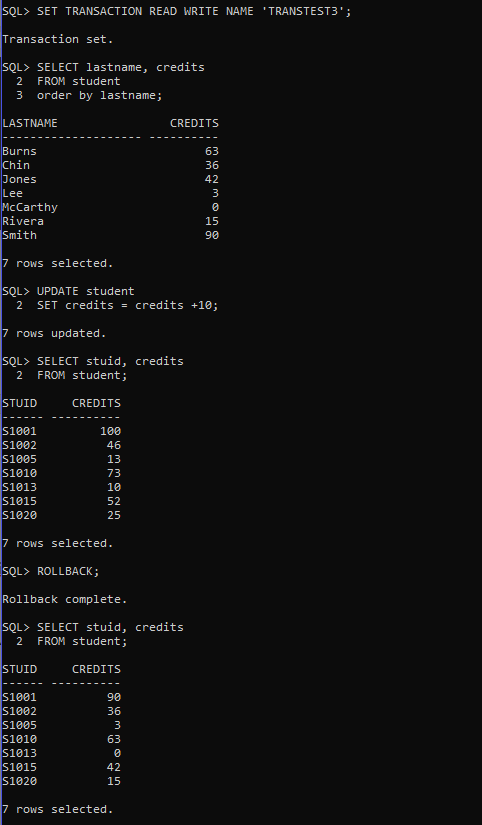 SQL> SET TRANSACTION READ WRITE NAME 'TRANSTEST3';
Transaction set.
SQL> SELECT lastname, credits
2 FROM student
3 order by lastname;
LASTNAME CREDITS
-------------------- ----------
Burns 63
Chin 36
Jones 42
Lee 3
McCarthy 0
Rivera 15
Smith 90
7 rows selected.
SQL> UPDATE student
2 SET credits = credits +10;
7 rows updated.
SQL> SELECT stuid, credits
2 FROM student;
STUID CREDITS
------ ----------
S1001 100
S1002 46
S1005 13
S1010 73
S1013 10
S1015 52
S1020 25
7 rows selected.
SQL> ROLLBACK;
Rollback complete.
SQL> SELECT stuid, credits
2 FROM student;
STUID CREDITS
------ ----------
S1001 90
S1002 36
S1005 3
S1010 63
S1013 0
S1015 42
S1020 15
7 rows selected.